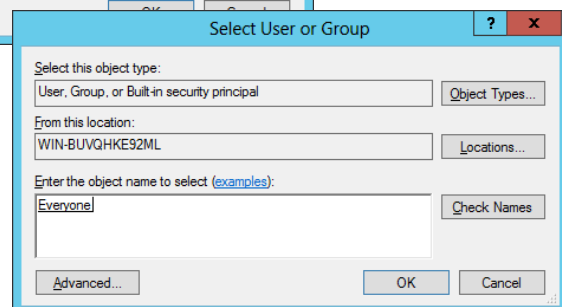 Select User or Group
?
x
Select this object type:
User, Group, or Built-in security principal
Object Types...
From this location:
WIN-BUVQHKE92ML
Locations...
Enter the object name to select (examples):
Everyone
Check Names
Advanced...
OK
Cancel